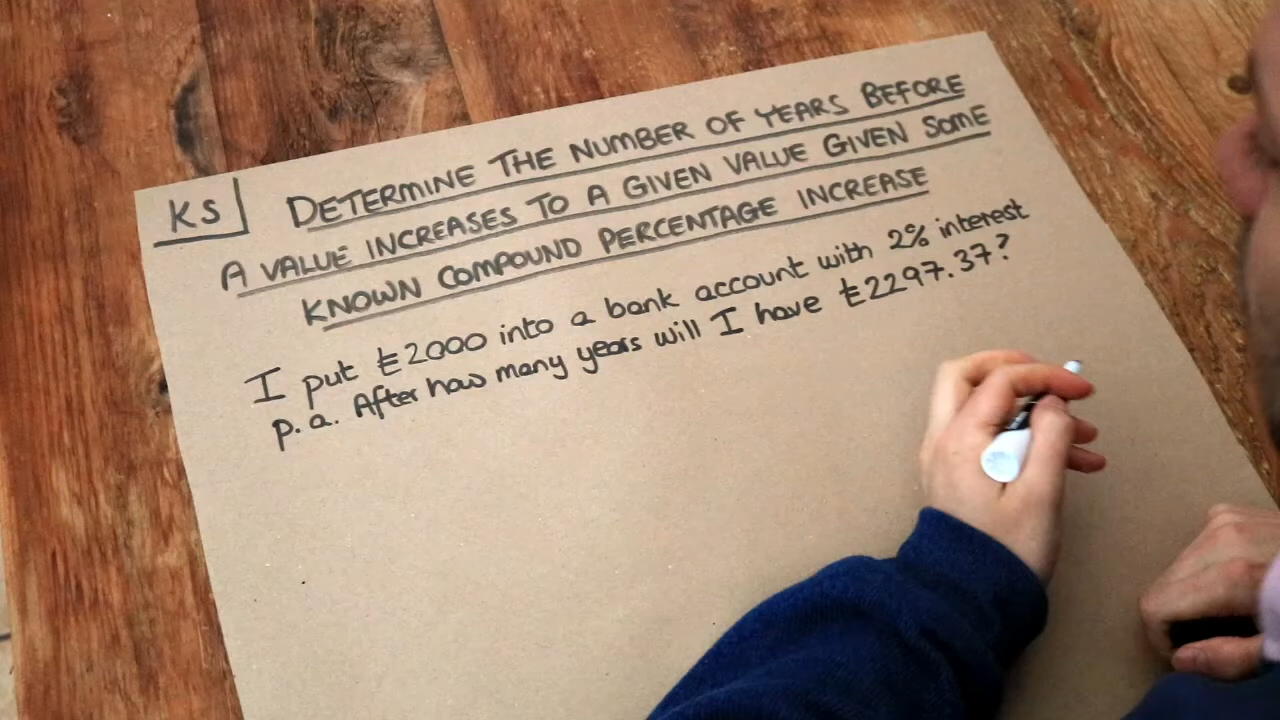 KS
DETERMINE THE NUMBER OF YEARS BEFORE
A VALUE INCREASES TO A GIVEN VALUE GIVEN SOME
KNOWN COMPOUND PERCENTAGE INCREASE
I put £2000 into a bank account with 2% interest
p.a. After how many years will I have £2297.37?